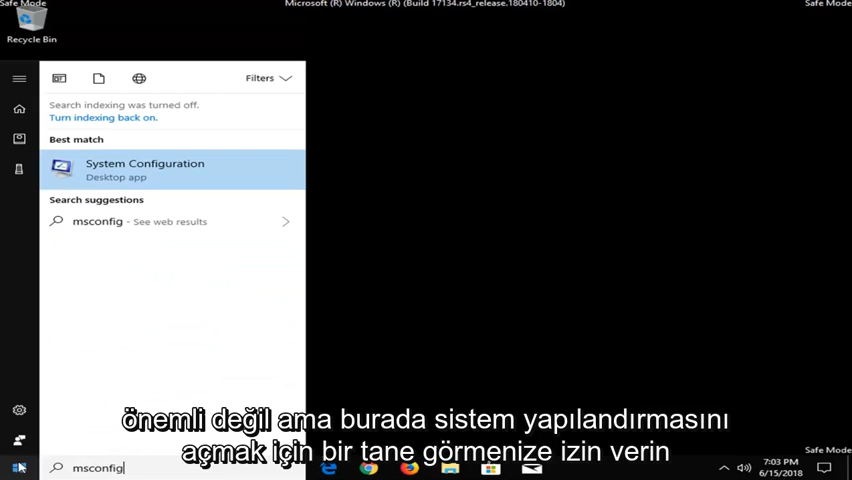 Safe Mode
Microsoft (R) Windows (R) (Build 17134.rs4_release.180410-1804)
Safe Mode
Recycle Bin
Filters
Search indexing was turned off.
Turn indexing back on.
Best match
System Configuration
Desktop app
Search suggestions
msconfig - See web results
önemli değil ama burada sistem yapılandırmasını
açmak için bir tane görmenize izin verin
Safe Mode
msconfig
7:03 PM
6/15/2018